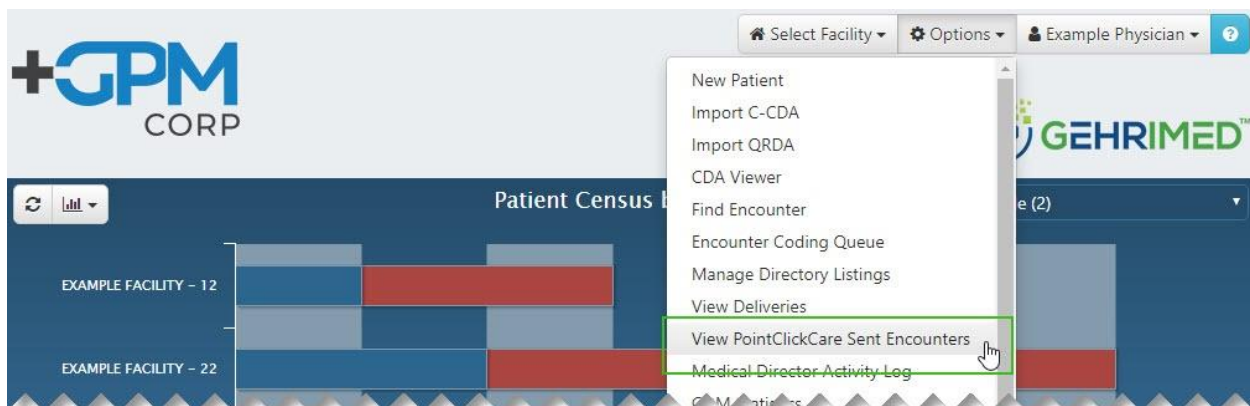 Select Facility
Options
Example Physician
?
+GPM
CORP
GEHRIMED™
New Patient
Import C-CDA
Import QRDA
CDA Viewer
Find Encounter
Encounter Coding Queue
Manage Directory Listings
View Deliveries
View PointClickCare Sent Encounters
Medical Director Activity Log
Patient Census
e (2)
EXAMPLE FACILITY - 12
EXAMPLE FACILITY - 22